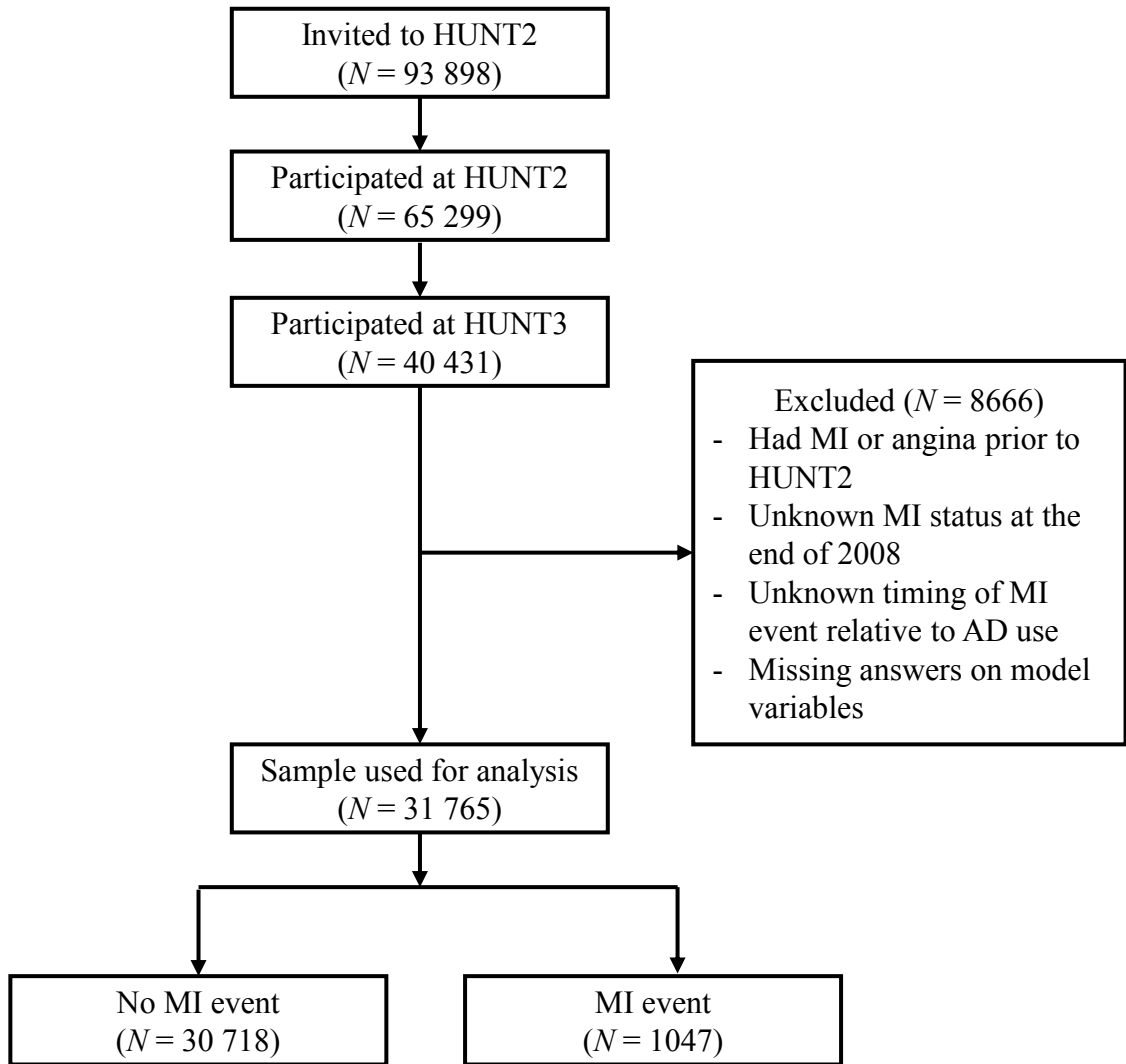 Invited to HUNT2
(N = 93 898)
Participated at HUNT2
(N = 65 299)
Participated at HUNT3
(N = 40 431)
Excluded (N = 8666)
- Had MI or angina prior to
HUNT2
- Unknown MI status at the
end of 2008
- Unknown timing of MI
event relative to AD use
- Missing answers on model
variables
Sample used for analysis
(N = 31 765)
No MI event
(N = 30 718)
MI event
(N = 1047)